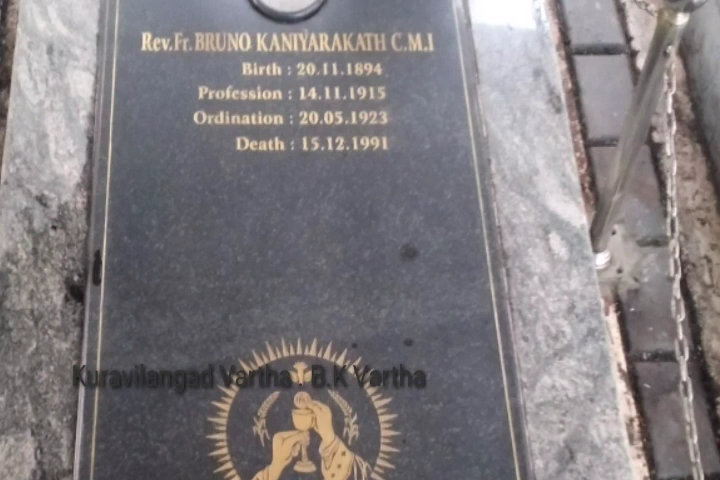 Rev.Fr. BRUNO KANIYARAKATH C.M.I
Birth : 20.11.1894
Profession : 14.11.1915
Ordination : 20.05.1923
Death : 15.12.1991
Kuravilangad Vartha . B.K Vartha